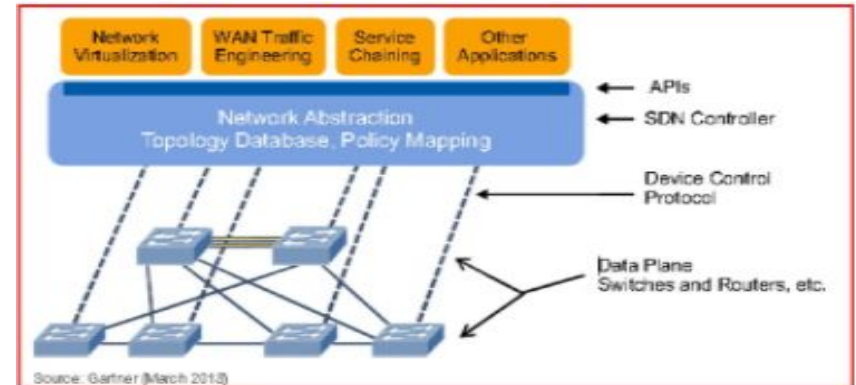 Network
Virtualization
WAN Traffic
Engineering
Service
Chaining
Other
Applications
APIs
Network Abstraction
Topology Database, Policy Mapping
SDN Controller
Device Control
Protocol
Data Plane
Switches and Routers, etc.
Source: Gartner (March 2013)